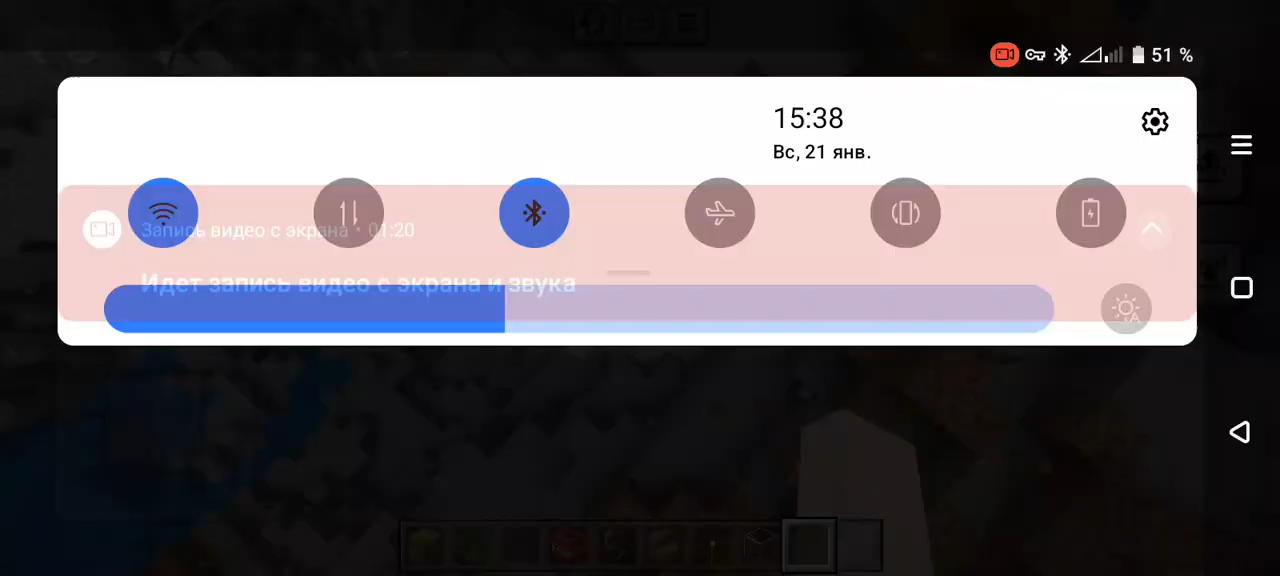 51 %
15:38
Вс, 21 янв.
Запись видео с экрана • 01:20
Идет запись видео с экрана и звука